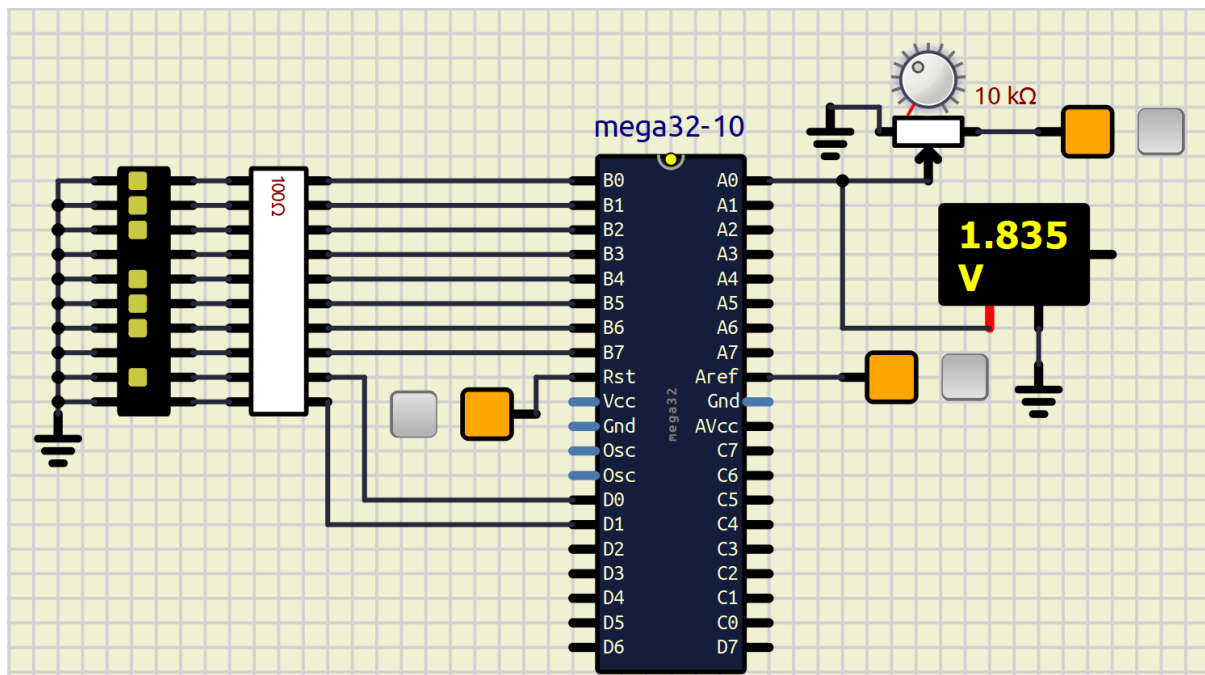 10 kΩ
mega32-10
100Ω
1.835
V
B0 A0
B1 A1
B2 A2
B3 A3
B4 A4
B5 A5
B6 A6
B7 A7
Rst Aref
Vcc Gnd
Gnd AVcc
Osc C7
Osc C6
D0 C5
D1 C4
D2 C3
D3 C2
D4 C1
D5 C0
D6 D7
mega32